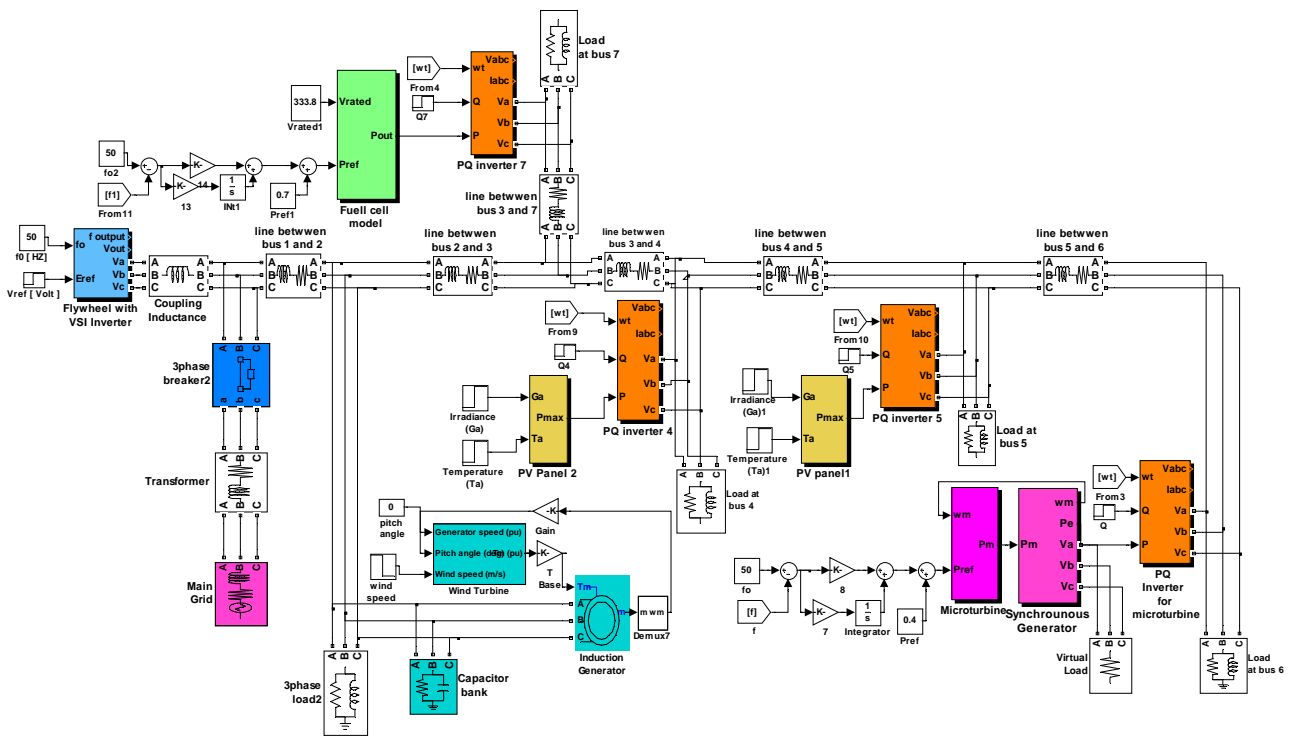 Load
at bus 7
A
B
C
[wt]
From4
Q7
wt
Q
P
Vabc
Iabc
Va
Vb
Vc
PQ inverter 7
333.8
Vrated1
Vrated
Pout
Pref
Fuell cell
model
50
fo2
[f1]
From11
-K-
14
-K-
13
1
s
INt1
0.7
Pref1
line betwwen
bus 3 and 7
A
B
C
A
B
C
50
f0 [ HZ]
Vref [ Volt ]
fo
Eref
f output
Vout
Va
Vb
Vc
Flywheel with
VSI Inverter
A
B
C
A
B
C
Coupling
Inductance
line betwwen
bus 1 and 2
A
B
C
A
B
C
line betwwen
bus 2 and 3
A
B
C
A
B
C
line betwwen
bus 3 and 4
A
B
C
A
B
C
line betwwen
bus 4 and 5
A
B
C
A
B
C
line betwwen
bus 5 and 6
A
B
C
A
B
C
3phase
breaker2
A
B
C
a
b
c
Transformer
A
B
C
A
B
C
Main
Grid
A
B
C
[wt]
From9
Q4
wt
Q
P
Vabc
Iabc
Va
Vb
Vc
PQ inverter 4
Irradiance
(Ga)
Temperature
(Ta)
Ga
Ta
Pmax
PV Panel 2
A
B
C
Load at
bus 4
[wt]
From10
Q5
wt
Q
P
Vabc
Iabc
Va
Vb
Vc
PQ inverter 5
Irradiance
(Ga)1
Temperature
(Ta)1
Ga
Ta
Pmax
PV panel1
A
B
C
Load at
bus 5
0
pitch
angle
wind
speed
Generator speed (pu)
Pitch angle (deg)
Tm (pu)
Wind speed (m/s)
Wind Turbine
-K-
Gain
-K-
T
Base
Tm
m
A
B
C
Induction
Generator
m wm
Demux7
3phase
load2
A
B
C
A
B
C
Capacitor
bank
50
fo
[f]
f
-K-
8
-K-
7
1
s
Integrator
0.4
Pref
wm
Pref
Pm
Microturbine
Pm
wm
Pe
Va
Vb
Vc
Synchrounous
Generator
[wt]
From3
Q
wt
Q
P
Vabc
Iabc
Va
Vb
Vc
PQ
Inverter
for
microturbine
Virtual
Load
A
B
C
A
B
C
Load
at bus 6